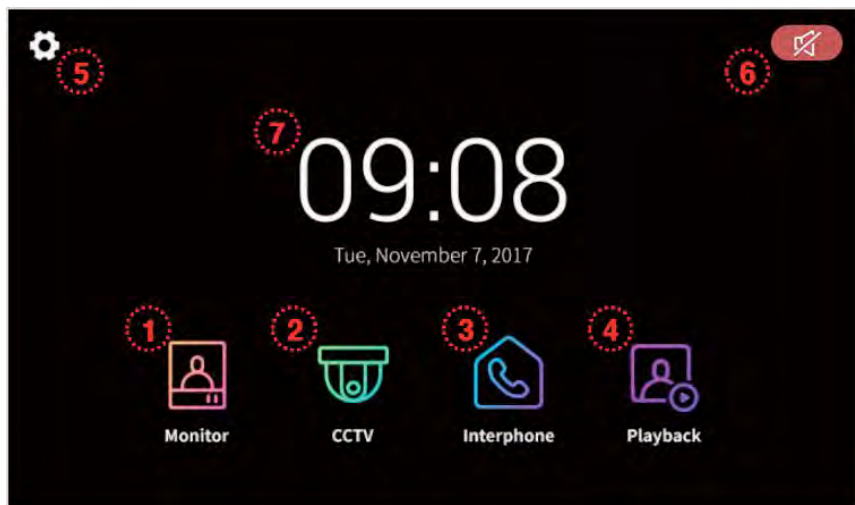 5
6
7
09:08
Tue, November 7, 2017
1
2
3
4
Monitor
CCTV
Interphone
Playback